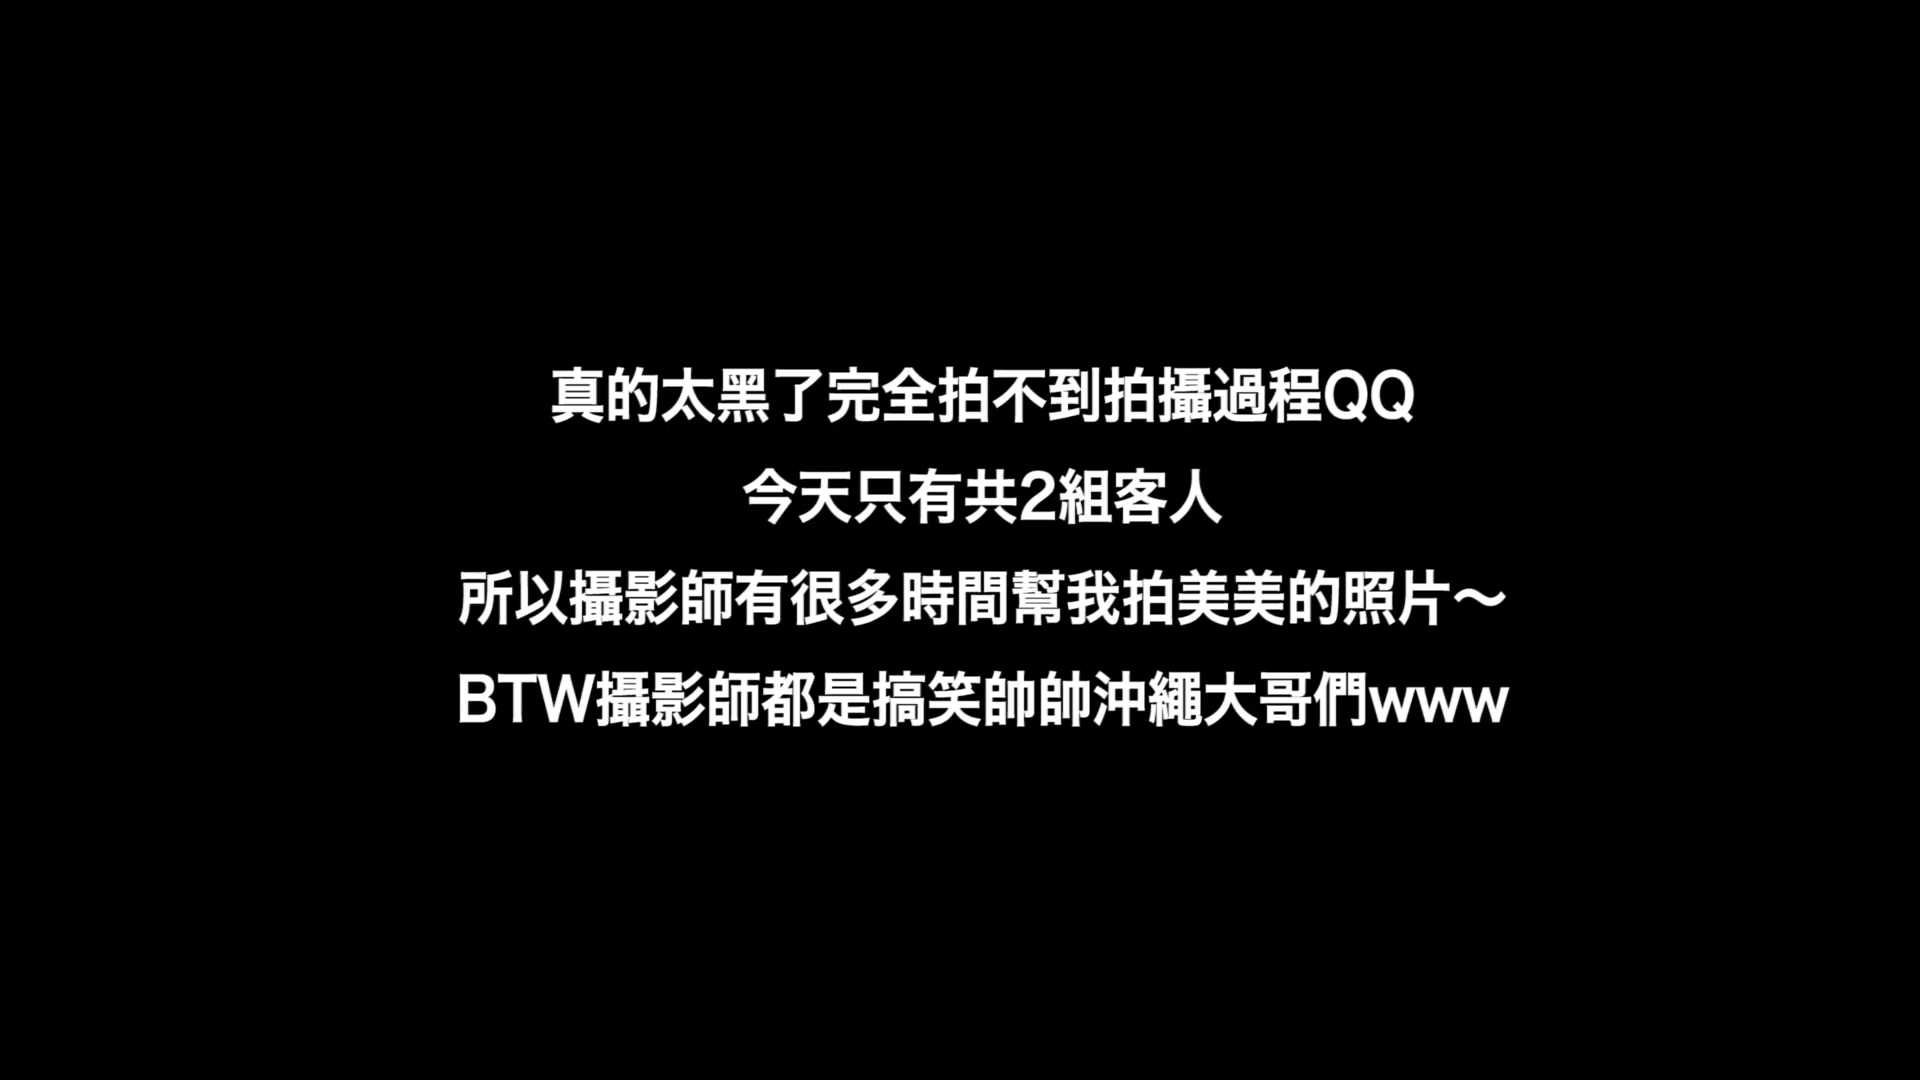 真的太黑了完全拍不到拍攝過程QQ
今天只有共2組客人
所以攝影師有很多時間幫我拍美美的照片～
BTW攝影師都是搞笑帥帥沖繩大哥們www